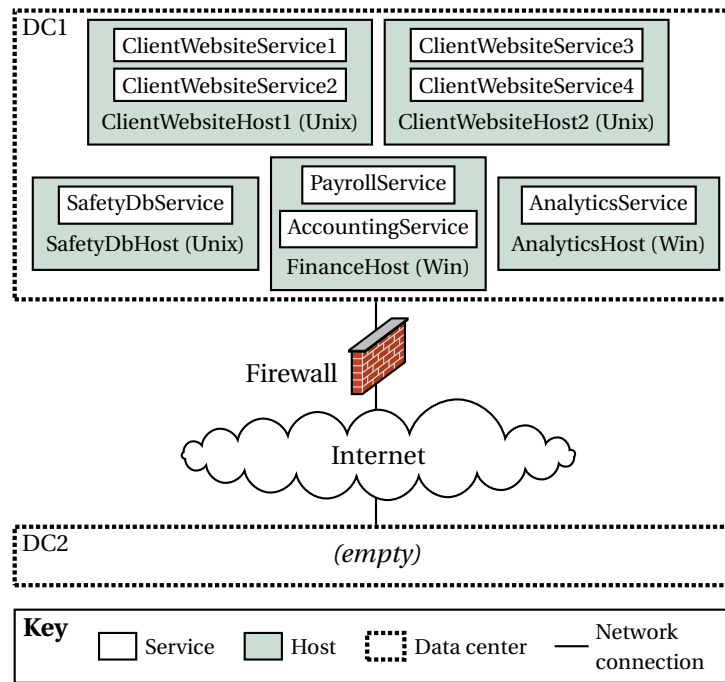 DC1
ClientWebsiteService1
ClientWebsiteService2
ClientWebsiteHost1 (Unix)
ClientWebsiteService3
ClientWebsiteService4
ClientWebsiteHost2 (Unix)
SafetyDbService
SafetyDbHost (Unix)
PayrollService
AccountingService
FinanceHost (Win)
AnalyticsService
AnalyticsHost (Win)
Firewall
Internet
DC2
(empty)
Key
Service
Host
Data center
Network
connection